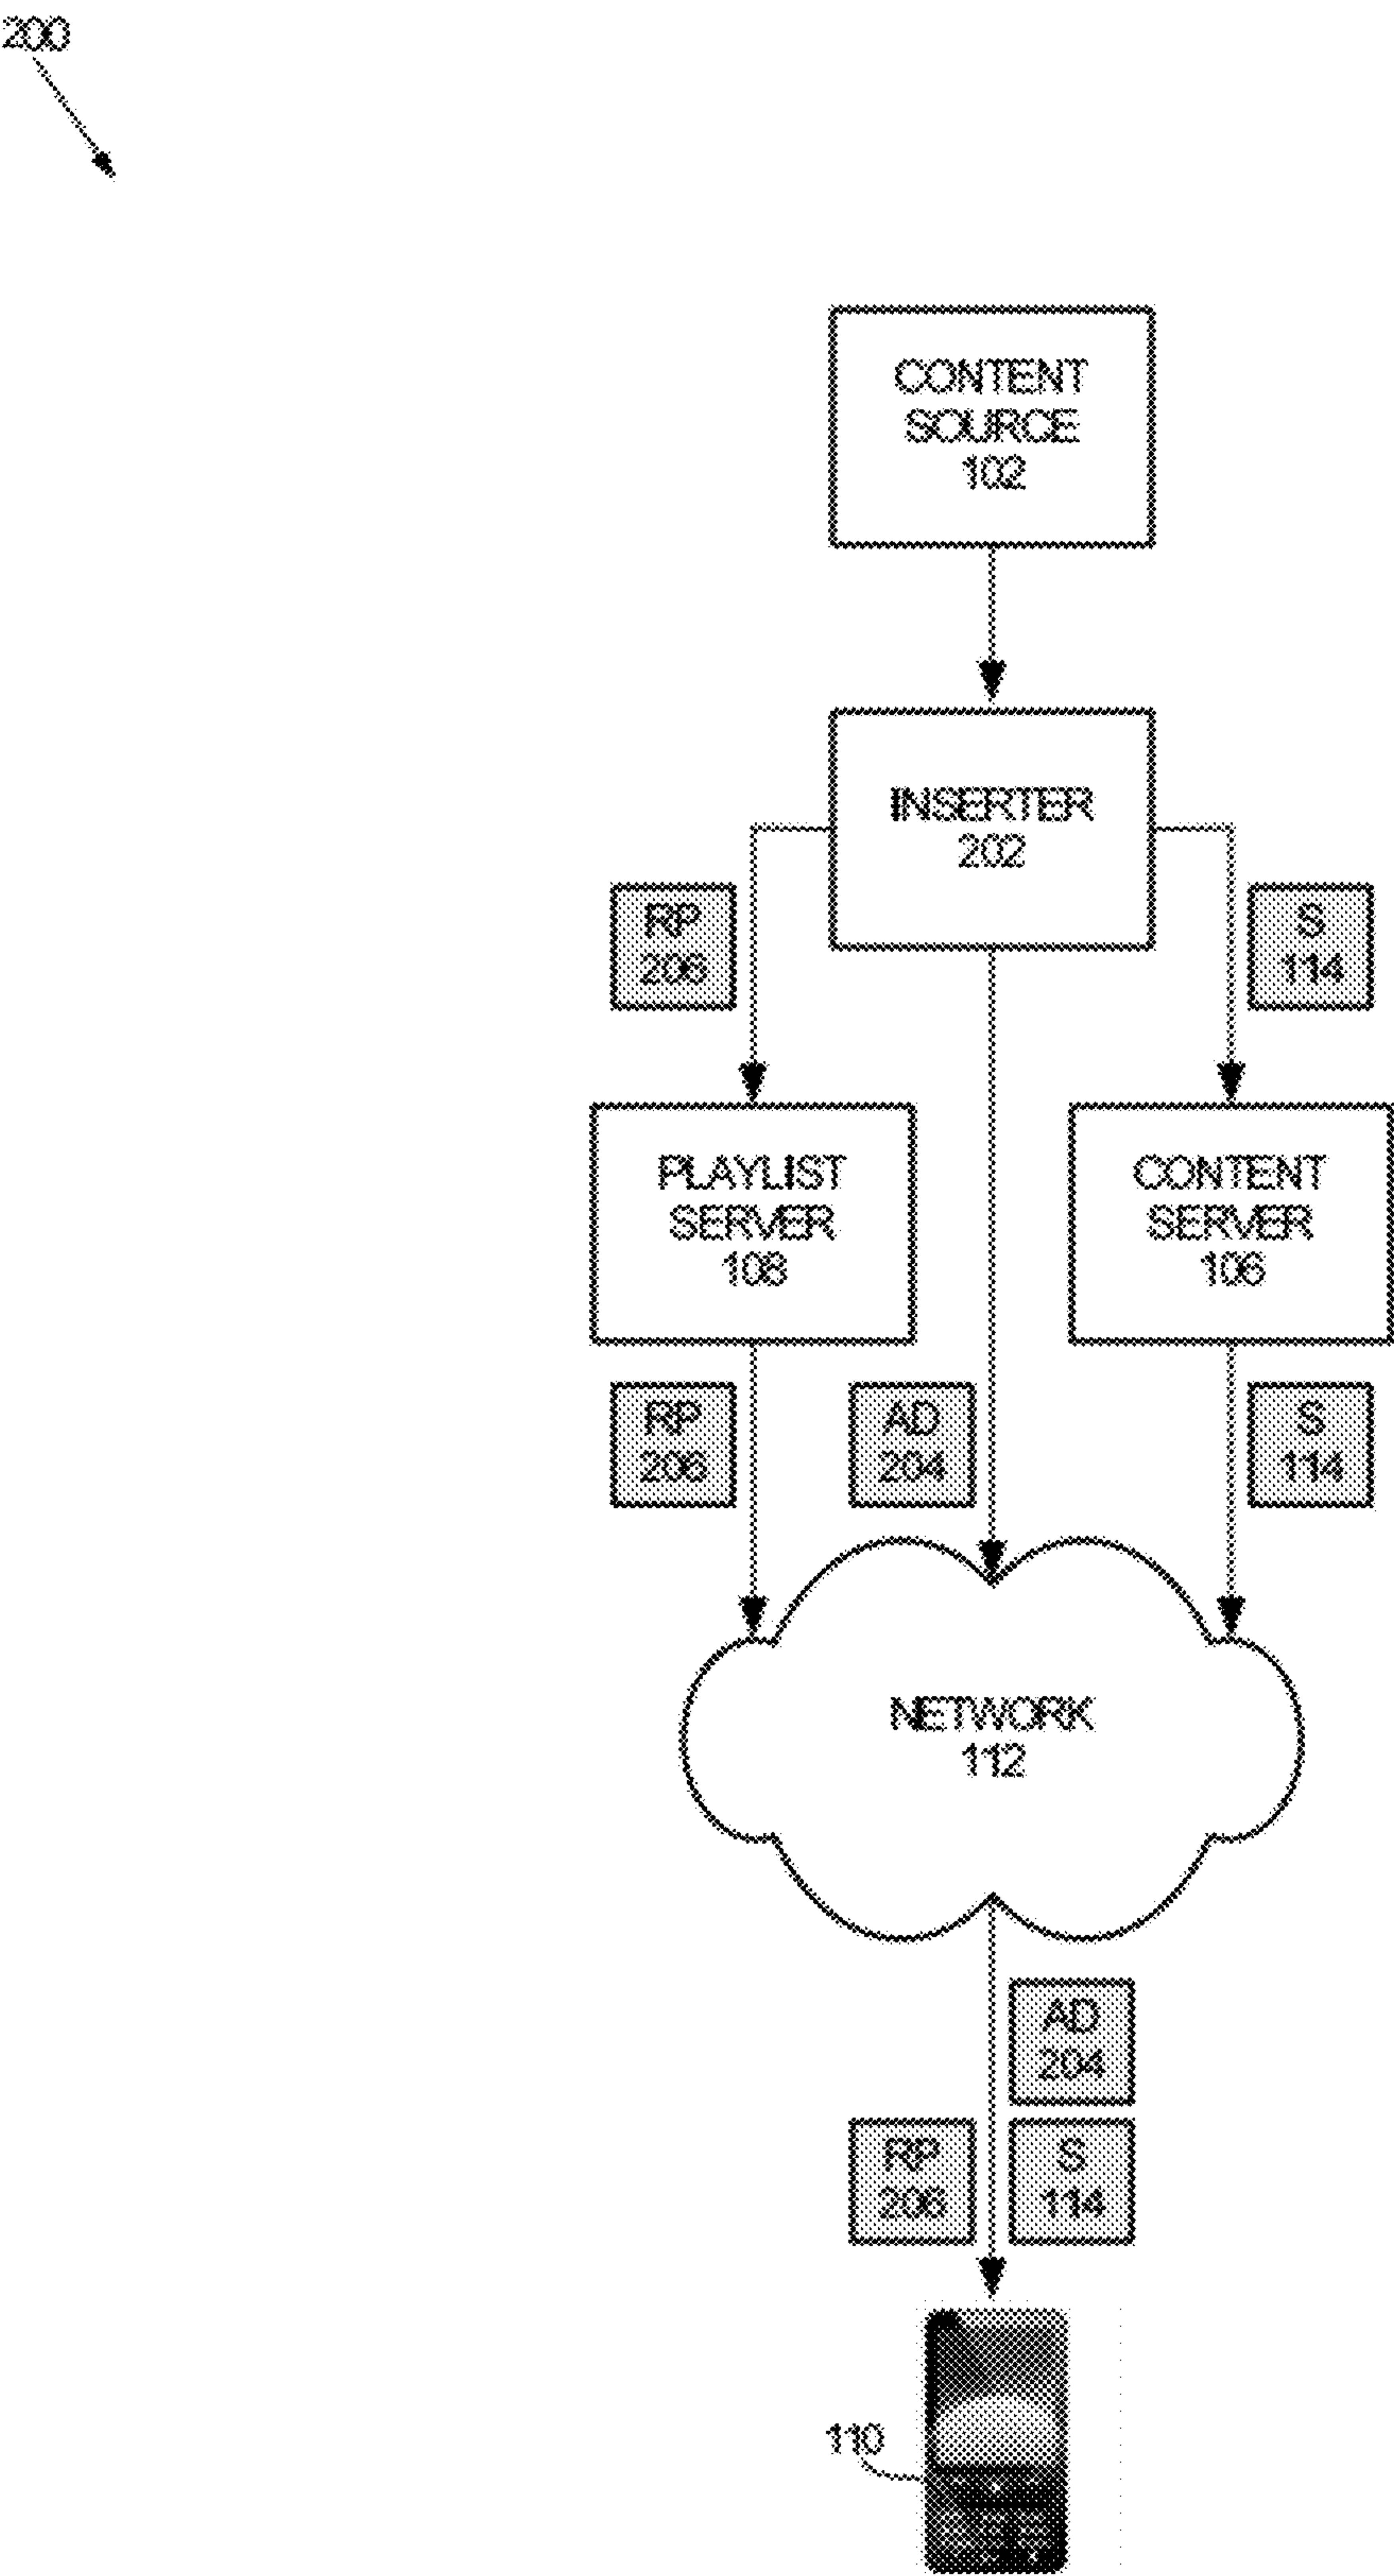 200
CONTENT
SOURCE
102
INSERTER
202
RP
206
S
114
PLAYLIST
SERVER
108
CONTENT
SERVER
106
RP
206
AD
204
S
114
NETWORK
112
AD
204
RP
206
S
114
110